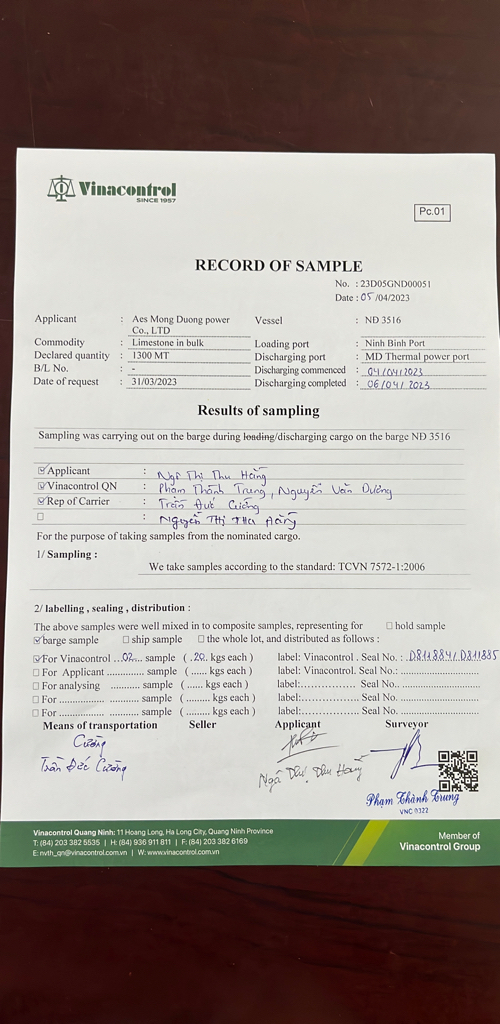 Vinacontrol
SINCE 1957
Pc.01
RECORD OF SAMPLE
No. : 23D05GND00051
Date : 05 /04/2023
Applicant : Aes Mong Duong power Co., LTD
Vessel : NĐ 3516
Commodity : Limestone in bulk
Loading port : Ninh Binh Port
Declared quantity : 1300 MT
Discharging port : MD Thermal power port
B/L No. : -
Discharging commenced : 04/04/2023
Date of request : 31/03/2023
Discharging completed : 06/04/2023
Results of sampling
Sampling was carrying out on the barge during loading/discharging cargo on the barge NĐ 3516
☑Applicant : Ngô Thị Thu Hằng
☑Vinacontrol QN : Phạm Thành Trung, Nguyễn Văn Dương
☑Rep of Carrier : Trần Đức Cường
☐ : Nguyễn Thị Thu Hằng
For the purpose of taking samples from the nominated cargo.
1/ Sampling :
We take samples according to the standard: TCVN 7572-1:2006
2/ labelling , sealing , distribution :
The above samples were well mixed in to composite samples, representing for ☐ hold sample
☑barge sample ☐ ship sample ☐ the whole lot, and distributed as follows :
☑For Vinacontrol ...02.... sample ( .20. kgs each ) label: Vinacontrol . Seal No. : D811884/D811885
☐ For Applicant ........... sample ( ...... kgs each ) label: Vinacontrol. Seal No.: ............
☐ For analysing ........... sample ( ...... kgs each ) label:................ Seal No. ............
☐ For ........................ sample ( ........ kgs each ) label:................ Seal No. ............
☐ For ........................ sample ( ........ kgs each ) label:................ Seal No. ............
Means of transportation Seller Applicant Surveyor
Cường
Trần Đức Cường
Ngô Thị Thu Hằng
Phạm Thành Trung
VNC 0322
Vinacontrol Quang Ninh: 11 Hoang Long, Ha Long City, Quang Ninh Province
T: (84) 203 382 5535 | H: (84) 936 911 811 | F: (84) 203 382 6169
E: nvth_qn@vinacontrol.com.vn | W: www.vinacontrol.com.vn
Member of
Vinacontrol Group